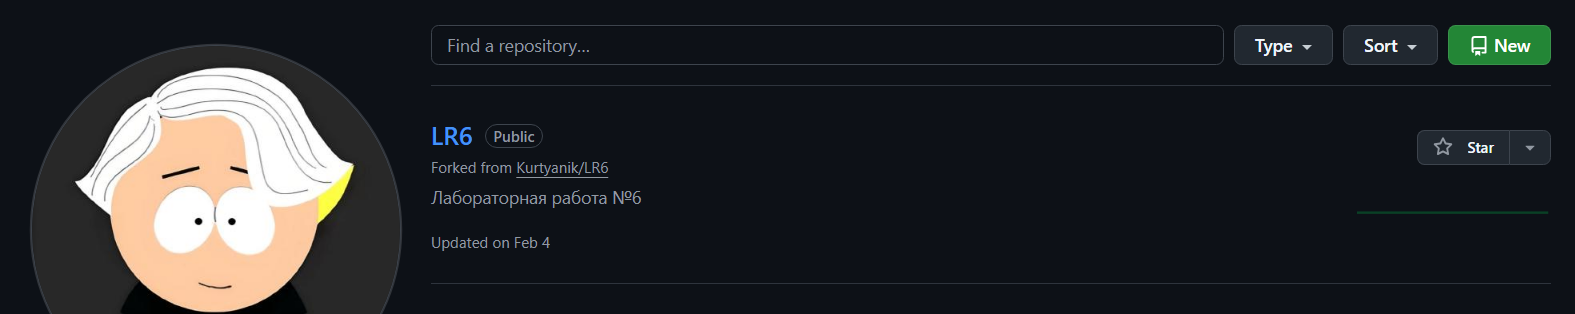 Find a repository...
Type
Sort
New
LR6
Public
Star
Forked from Kurtyanik/LR6
Лабораторная работа №6
Updated on Feb 4